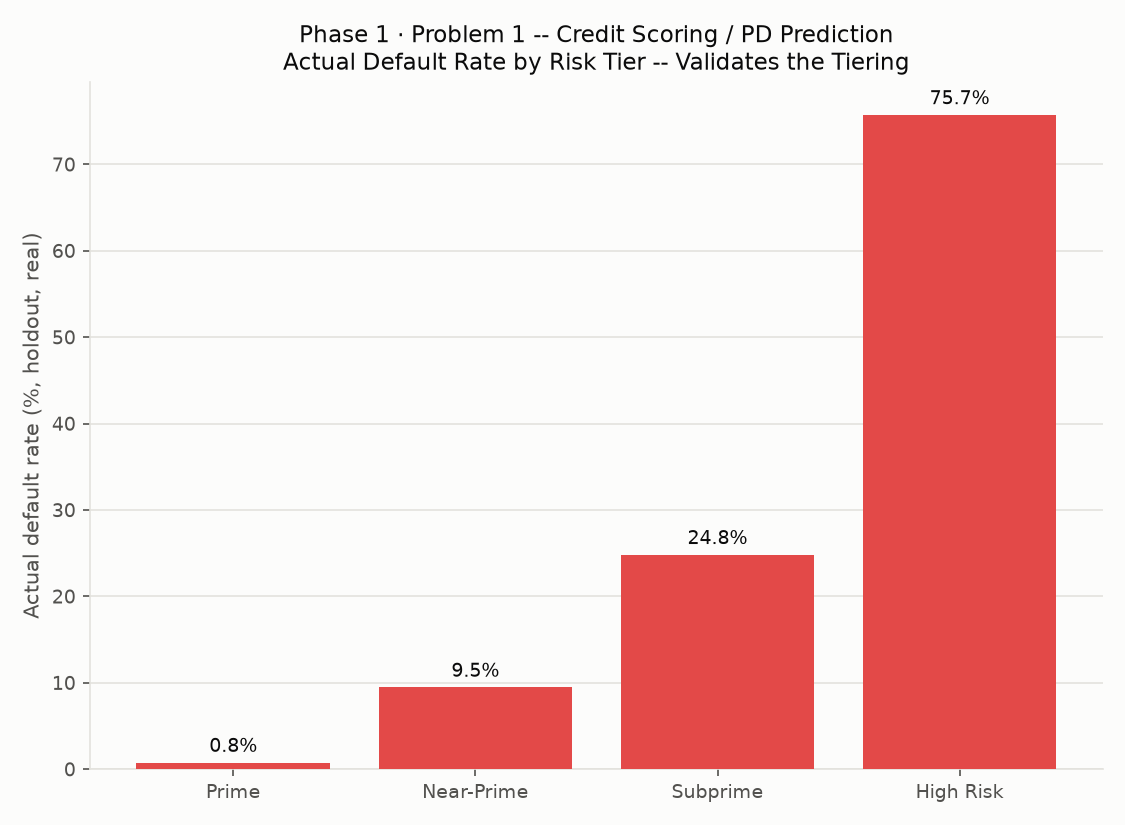 Phase 1 · Problem 1 -- Credit Scoring / PD Prediction
Actual Default Rate by Risk Tier -- Validates the Tiering
Actual default rate (%, holdout, real)
70
60
50
40
30
20
10
0
0.8%
9.5%
24.8%
75.7%
Prime
Near-Prime
Subprime
High Risk